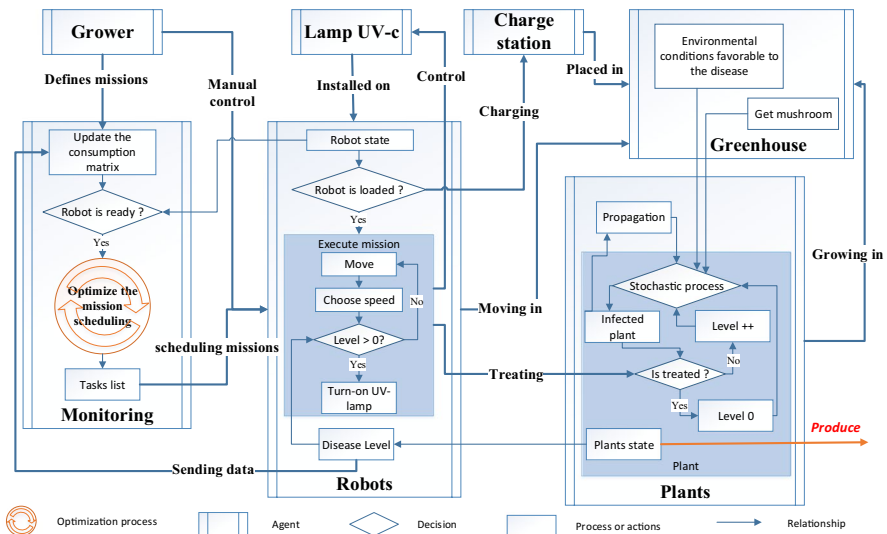 Grower
Lamp UV-c
Charge
station
Environmental
conditions favorable to
the disease
Get mushroom
Greenhouse
Defines missions
Manual
control
Installed on
Control
Charging
Placed in
Update the
consumption
matrix
Robot is ready ?
Yes
Optimize the
mission
scheduling
Tasks list
Monitoring
scheduling missions
Sending data
Robot state
Robot is loaded ?
Yes
Execute mission
Move
Choose speed
No
Level > 0?
Yes
Turn-on UV-
lamp
Disease Level
Robots
Moving in
Treating
Growing in
Propagation
Stochastic process
Infected
plant
Level ++
No
Is treated ?
Yes
Level 0
Plants state
Produce
Plant
Plants
Optimization process
Agent
Decision
Process or actions
Relationship